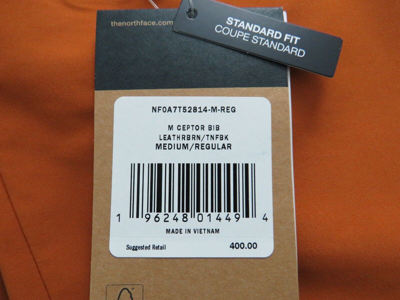 thenorthface.com
STANDARD FIT
COUPE STANDARD
NF0A7T52814-M-REG
M CEPTOR BIB
LEATHRBRN/TNFBK
MEDIUM/REGULAR
1 96248 01449 4
MADE IN VIETNAM
Suggested Retail 400.00